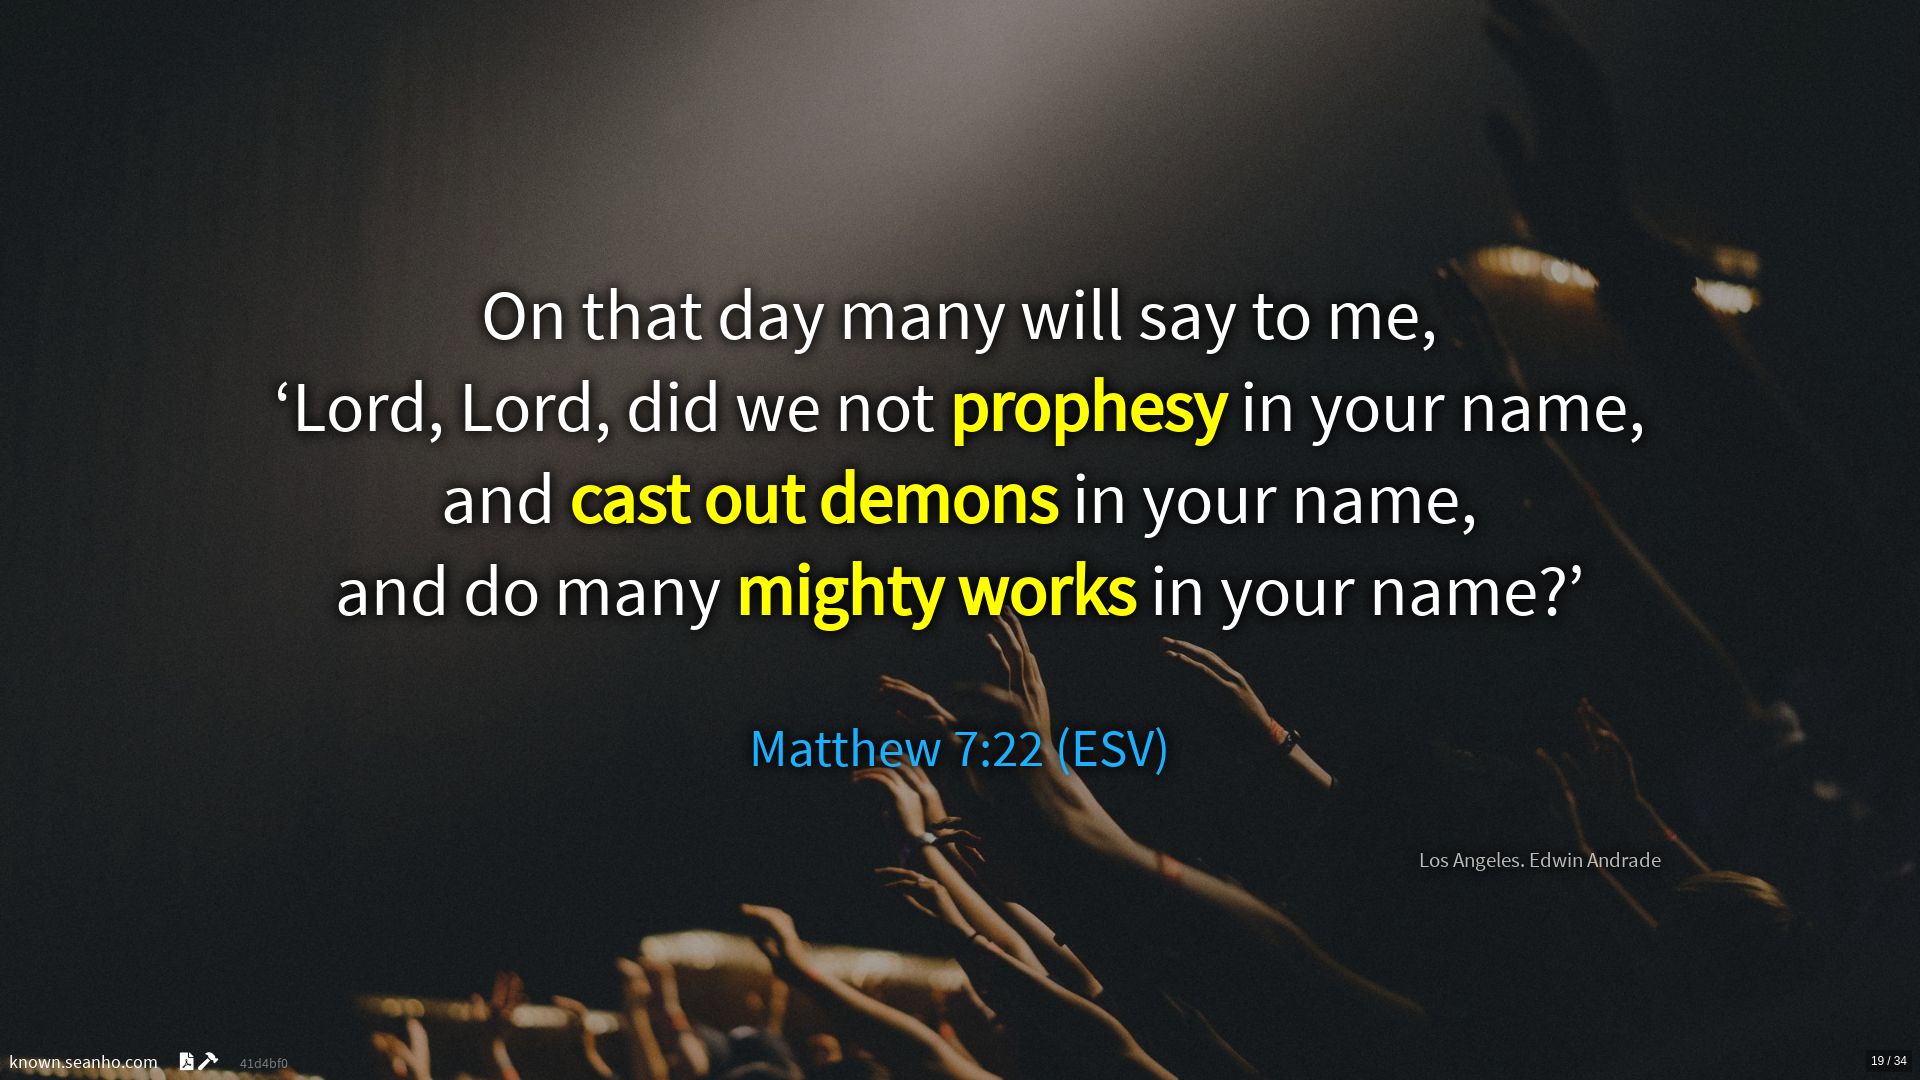 On that day many will say to me,
‘Lord, Lord, did we not prophesy in your name,
and cast out demons in your name,
and do many mighty works in your name?’
Matthew 7:22 (ESV)
Los Angeles. Edwin Andrade
known.seanho.com 41d4bf0
19 / 34